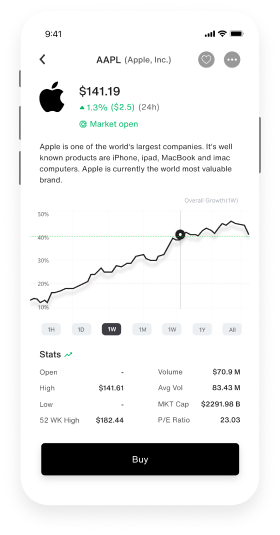 9:41
AAPL (Apple, Inc.)
$141.19
1.3% ($2.5) (24h)
Market open
Apple is one of the world's largest companies. It's well
known products are iPhone, ipad, MacBook and imac
computers. Apple is currently the world most valuable
brand.
Overall Growth(1W)
50%
40%
30%
20%
10%
1H 1D 1W 1M 1W 1Y All
Stats
Open - Volume $70.9 M
High $141.61 Avg Vol 83.43 M
Low - MKT Cap $2291.98 B
52 WK High $182.44 P/E Ratio 23.03
Buy